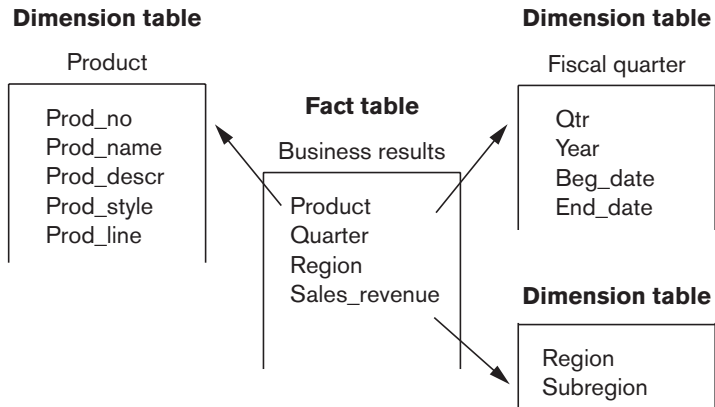 Dimension table
Product
Prod_no
Prod_name
Prod_descr
Prod_style
Prod_line
Fact table
Business results
Product
Quarter
Region
Sales_revenue
Dimension table
Fiscal quarter
Qtr
Year
Beg_date
End_date
Dimension table
Region
Subregion